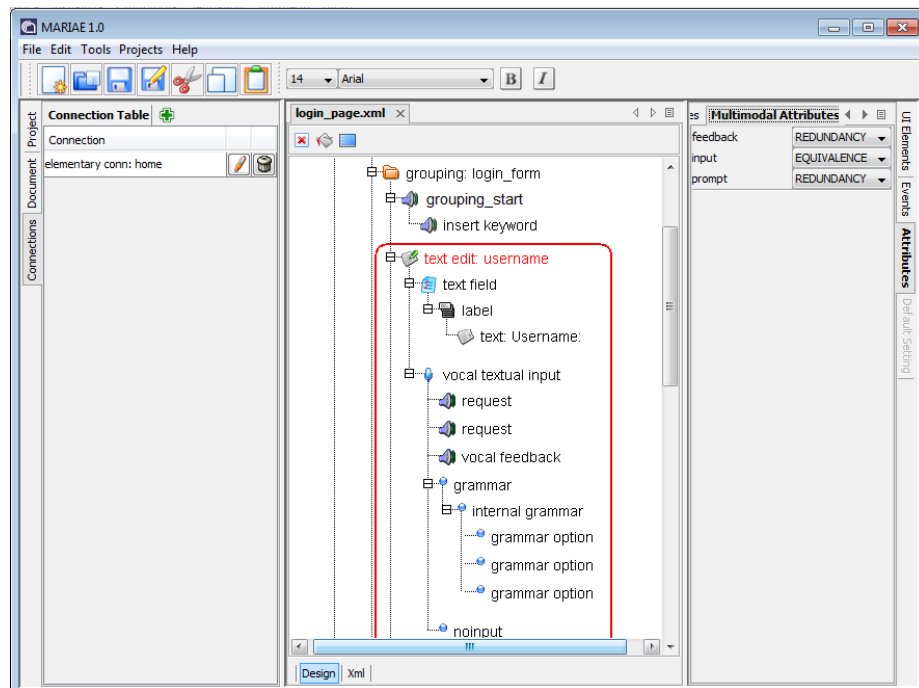 MARIAE 1.0
File Edit Tools Projects Help
14 Arial B I
Project
Document
Connections
Connection Table
Connection
elementary conn: home
login_page.xml ×
grouping: login_form
grouping_start
insert keyword
text edit: username
text field
label
text: Username:
vocal textual input
request
request
vocal feedback
grammar
internal grammar
grammar option
grammar option
grammar option
noinput
Design Xml
es Multimodal Attributes
feedback REDUNDANCY
input EQUIVALENCE
prompt REDUNDANCY
UI Elements
Events
Attributes
Default Setting